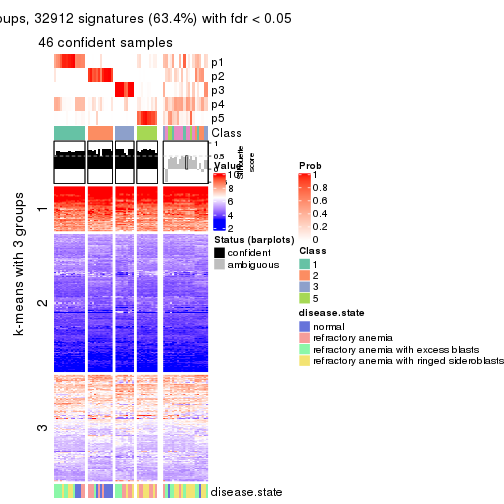 oups, 32912 signatures (63.4%) with fdr < 0.05
46 confident samples
p1
p2
p3
p4
p5
Class
1
0.5
0
Silhouette
score
k-means with 3 groups
1
2
3
Value
10
8
6
4
2
Status (barplots)
confident
ambiguous
Prob
1
0.8
0.6
0.4
0.2
0
Class
1
2
3
5
disease.state
normal
refractory anemia
refractory anemia with excess blasts
refractory anemia with ringed sideroblasts
disease.state